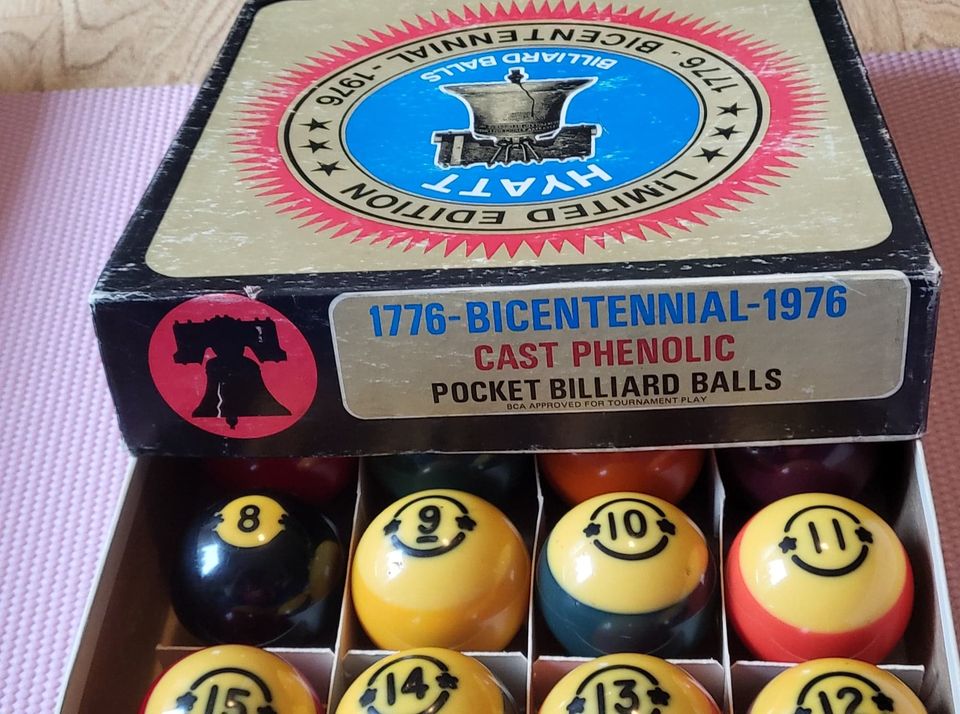 1776 - BICENTENNIAL - 1976
BILLIARD BALLS
HYATT
LIMITED EDITION
1776-BICENTENNIAL-1976
CAST PHENOLIC
POCKET BILLIARD BALLS
BCA APPROVED FOR TOURNAMENT PLAY
8
9
10
11
15
14
13
12